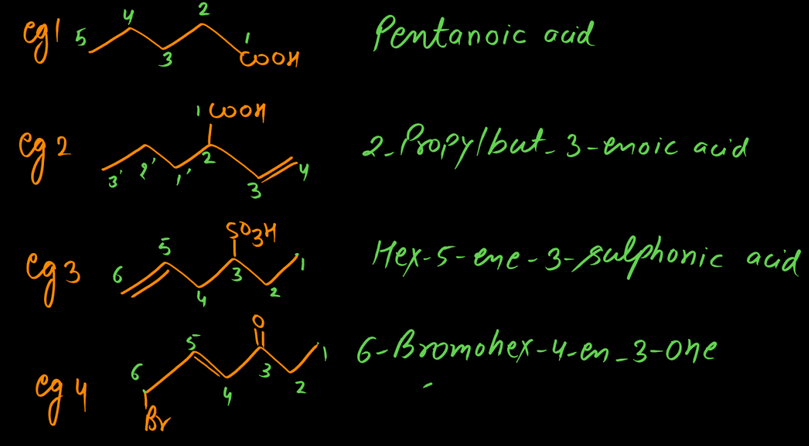 eg1 5 4 3 2 1 COOH Pentanoic acid
1 COOH
eg 2 3' 2' 1' 2 3 4 2-Propylbut-3-enoic acid
SO3H
eg 3 6 5 4 3 2 1 Hex-5-ene-3-sulphonic acid
O
eg 4 6 5 4 3 2 1 6-Bromohex-4-en-3-one
Br